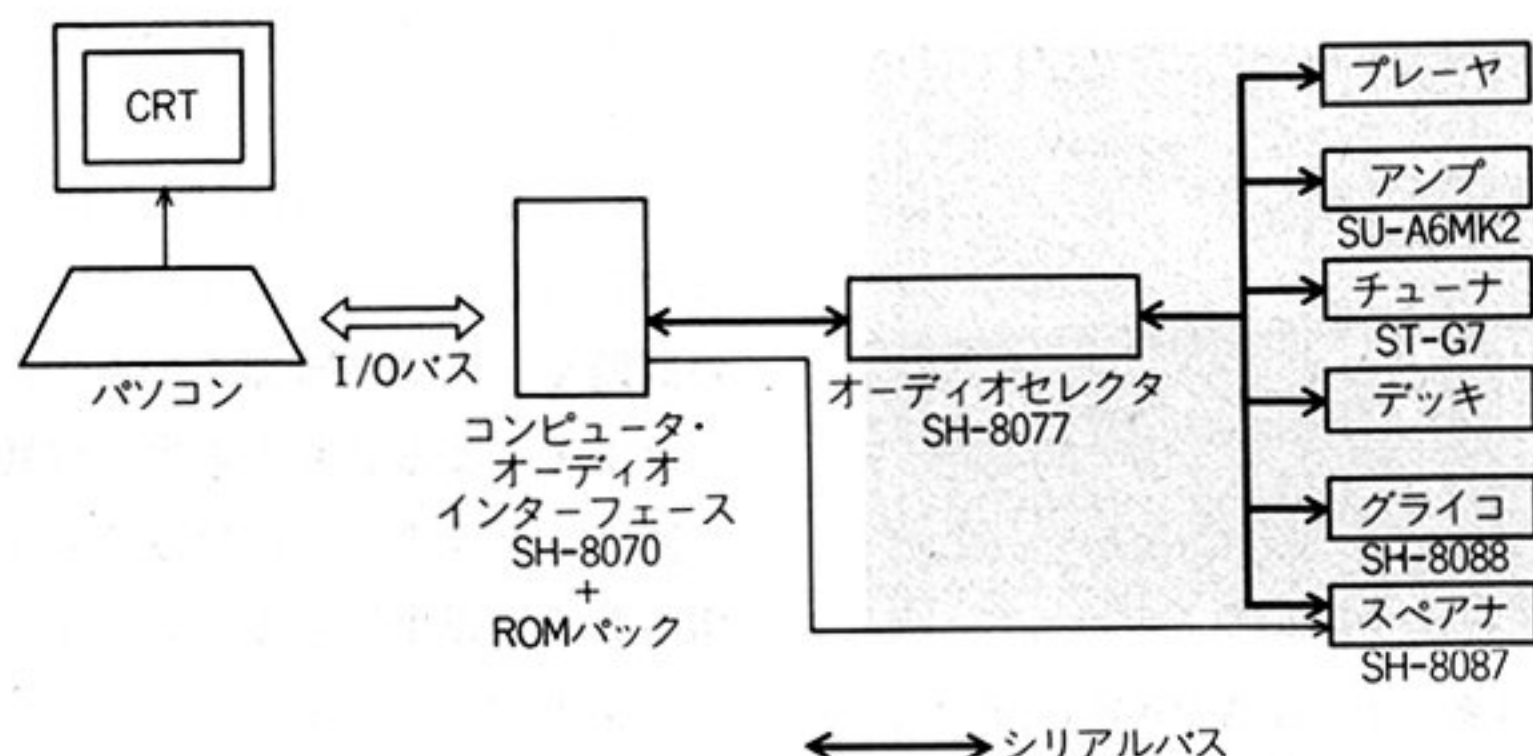 CRT
パソコン
I/Oバス
コンピュータ・
オーディオ
インターフェース
SH-8070
+
ROMパック
オーディオセレクタ
SH-8077
プレーヤ
アンプ
SU-A6MK2
チューナ
ST-G7
デッキ
グライコ
SH-8088
スペアナ
SH-8087
シリアルバス